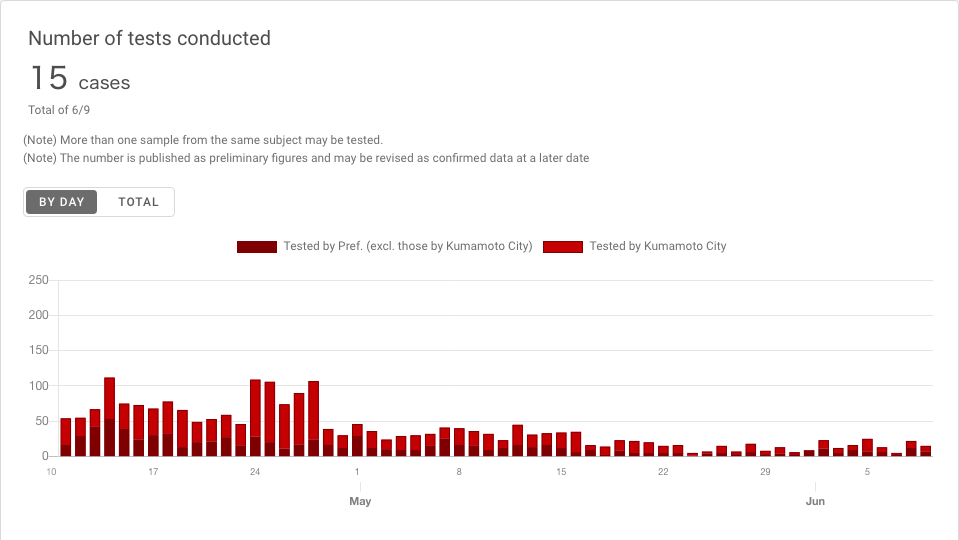 Number of tests conducted
15 cases
Total of 6/9
(Note) More than one sample from the same subject may be tested.
(Note) The number is published as preliminary figures and may be revised as confirmed data at a later date
BY DAY TOTAL
Tested by Pref. (excl. those by Kumamoto City) Tested by Kumamoto City
250
200
150
100
50
0
10 17 24 1 8 15 22 29 5
May Jun